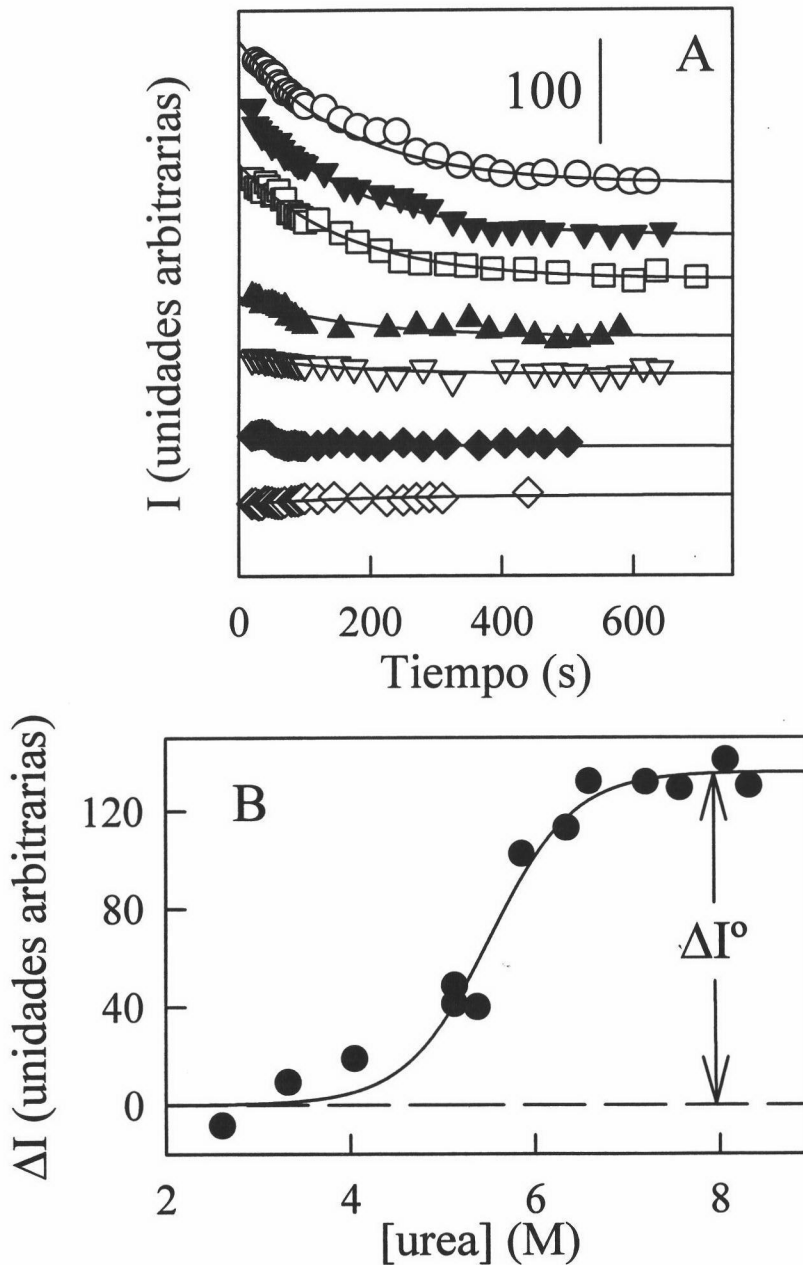 A
100
I (unidades arbitrarias)
0 200 400 600
Tiempo (s)
B
120
80
40
0
ΔIº
ΔI (unidades arbitrarias)
2 4 6 8
[urea] (M)